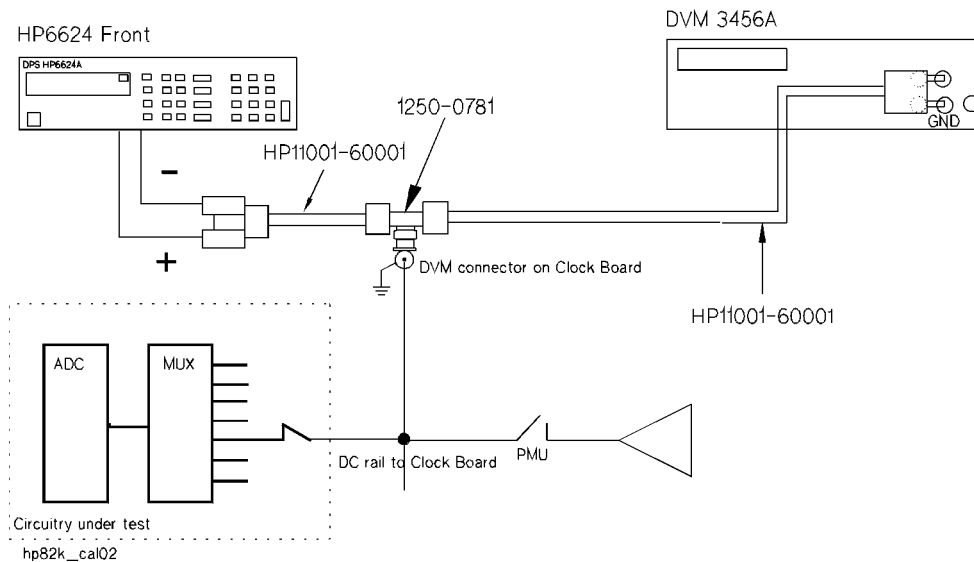 DVM 3456A
HP6624 Front
DPS HP6624A
1250-0781
GND
HP11001-60001
-
+
DVM connector on Clock Board
HP11001-60001
ADC
MUX
DC rail to Clock Board
PMU
Circuitry under test
hp82k_cal02